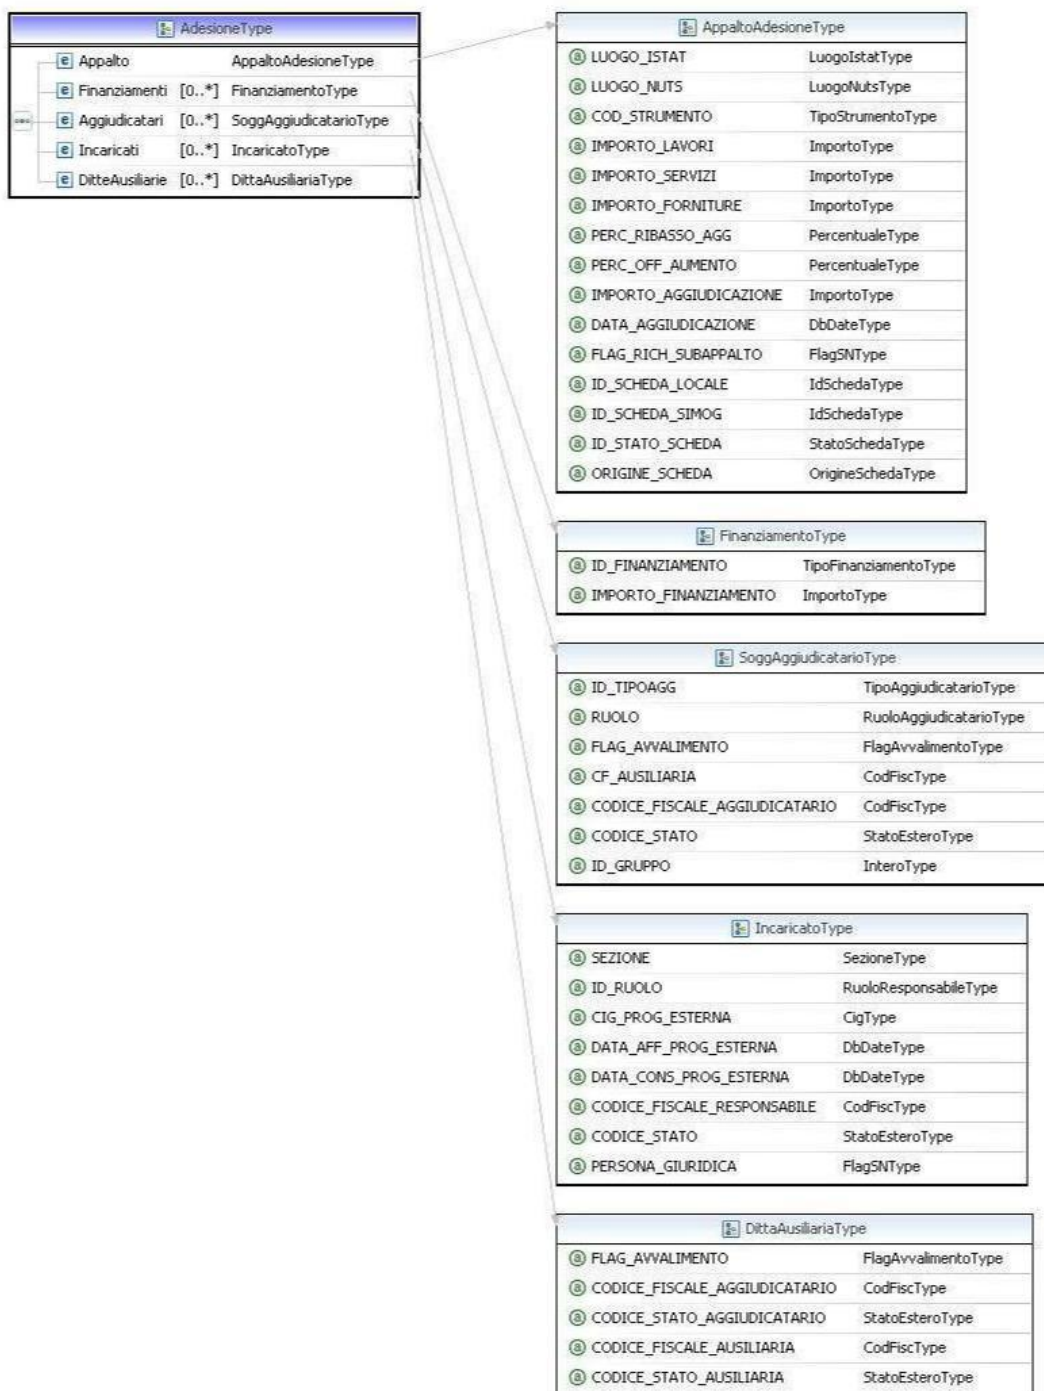 AdesioneType
Appalto AppaltoAdesioneType
Finanziamenti [0..*] FinanziamentoType
Aggiudicatari [0..*] SoggAggiudicatarioType
Incaricati [0..*] IncaricatoType
DitteAusiliarie [0..*] DittaAusiliariaType
AppaltoAdesioneType
LUOGO_ISTAT LuogoIstatType
LUOGO_NUTS LuogoNutsType
COD_STRUMENTO TipoStrumentoType
IMPORTO_LAVORI ImportoType
IMPORTO_SERVIZI ImportoType
IMPORTO_FORNITURE ImportoType
PERC_RIBASSO_AGG PercentualeType
PERC_OFF_AUMENTO PercentualeType
IMPORTO_AGGIUDICAZIONE ImportoType
DATA_AGGIUDICAZIONE DbDateType
FLAG_RICH_SUBAPPALTO FlagSNType
ID_SCHEDA_LOCALE IdSchedaType
ID_SCHEDA_SIMOG IdSchedaType
ID_STATO_SCHEDA StatoSchedaType
ORIGINE_SCHEDA OrigineSchedaType
FinanziamentoType
ID_FINANZIAMENTO TipoFinanziamentoType
IMPORTO_FINANZIAMENTO ImportoType
SoggAggiudicatarioType
ID_TIPOAGG TipoAggiudicatarioType
RUOLO RuoloAggiudicatarioType
FLAG_AVVALIMENTO FlagAvvalimentoType
CF_AUSILIARIA CodFiscType
CODICE_FISCALE_AGGIUDICATARIO CodFiscType
CODICE_STATO StatoEsteroType
ID_GRUPPO InteroType
IncaricatoType
SEZIONE SezioneType
ID_RUOLO RuoloResponsabileType
CIG_PROG_ESTERNA CigType
DATA_AFF_PROG_ESTERNA DbDateType
DATA_CONS_PROG_ESTERNA DbDateType
CODICE_FISCALE_RESPONSABILE CodFiscType
CODICE_STATO StatoEsteroType
PERSONA_GIURIDICA FlagSNType
DittaAusiliariaType
FLAG_AVVALIMENTO FlagAvvalimentoType
CODICE_FISCALE_AGGIUDICATARIO CodFiscType
CODICE_STATO_AGGIUDICATARIO StatoEsteroType
CODICE_FISCALE_AUSILIARIA CodFiscType
CODICE_STATO_AUSILIARIA StatoEsteroType